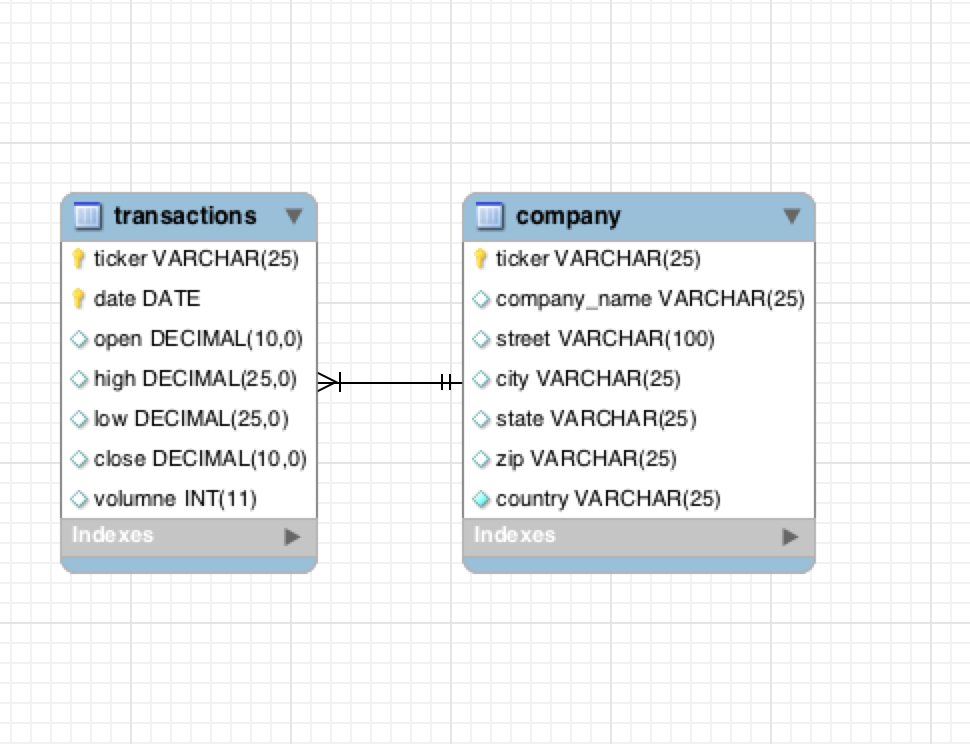 transactions
ticker VARCHAR(25)
date DATE
open DECIMAL(10,0)
high DECIMAL(25,0)
low DECIMAL(25,0)
close DECIMAL(10,0)
volumne INT(11)
Indexes
company
ticker VARCHAR(25)
company_name VARCHAR(25)
street VARCHAR(100)
city VARCHAR(25)
state VARCHAR(25)
zip VARCHAR(25)
country VARCHAR(25)
Indexes